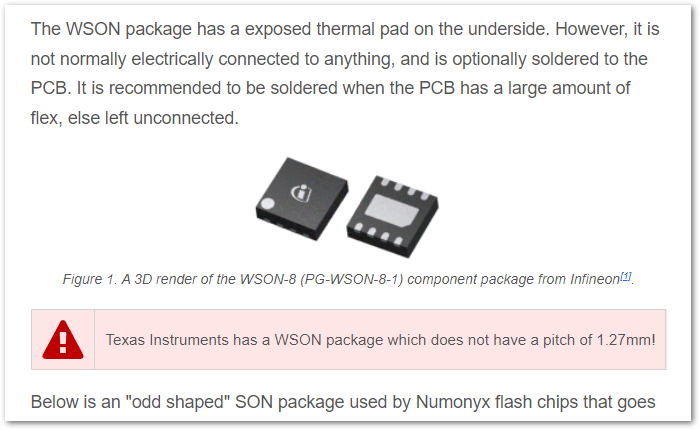 The WSON package has a exposed thermal pad on the underside. However, it is
not normally electrically connected to anything, and is optionally soldered to the
PCB. It is recommended to be soldered when the PCB has a large amount of
flex, else left unconnected.
Figure 1. A 3D render of the WSON-8 (PG-WSON-8-1) component package from Infineon[1].
Texas Instruments has a WSON package which does not have a pitch of 1.27mm!
Below is an "odd shaped" SON package used by Numonyx flash chips that goes